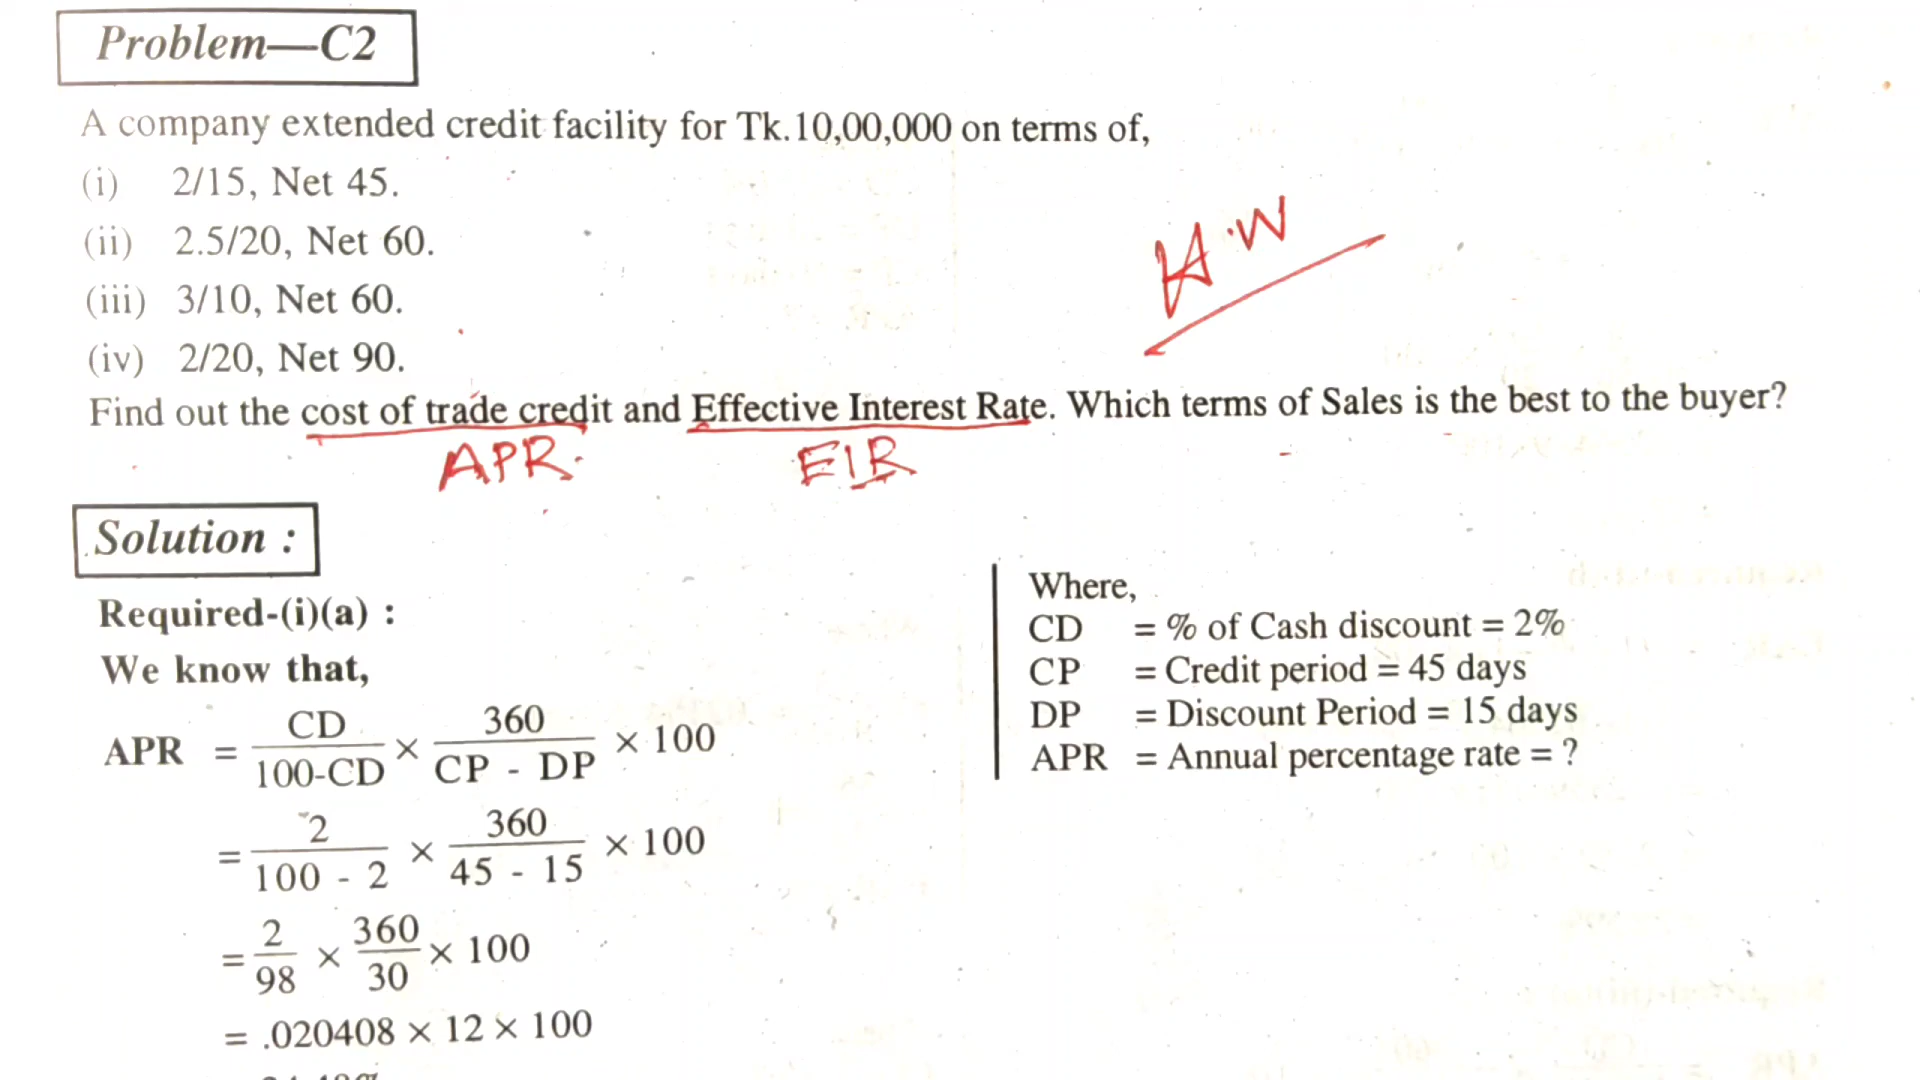 Problem—C2
A company extended credit facility for Tk.10,00,000 on terms of,
(i) 2/15, Net 45.
(ii) 2.5/20, Net 60.
(iii) 3/10, Net 60.
(iv) 2/20, Net 90.
H.W
Find out the cost of trade credit and Effective Interest Rate. Which terms of Sales is the best to the buyer?
APR. EIR
Solution :
Required-(i)(a) :
We know that,
APR = CD/100-CD × 360/CP - DP × 100
= 2/100 - 2 × 360/45 - 15 × 100
= 2/98 × 360/30 × 100
= .020408 × 12 × 100
Where,
CD = % of Cash discount = 2%
CP = Credit period = 45 days
DP = Discount Period = 15 days
APR = Annual percentage rate = ?